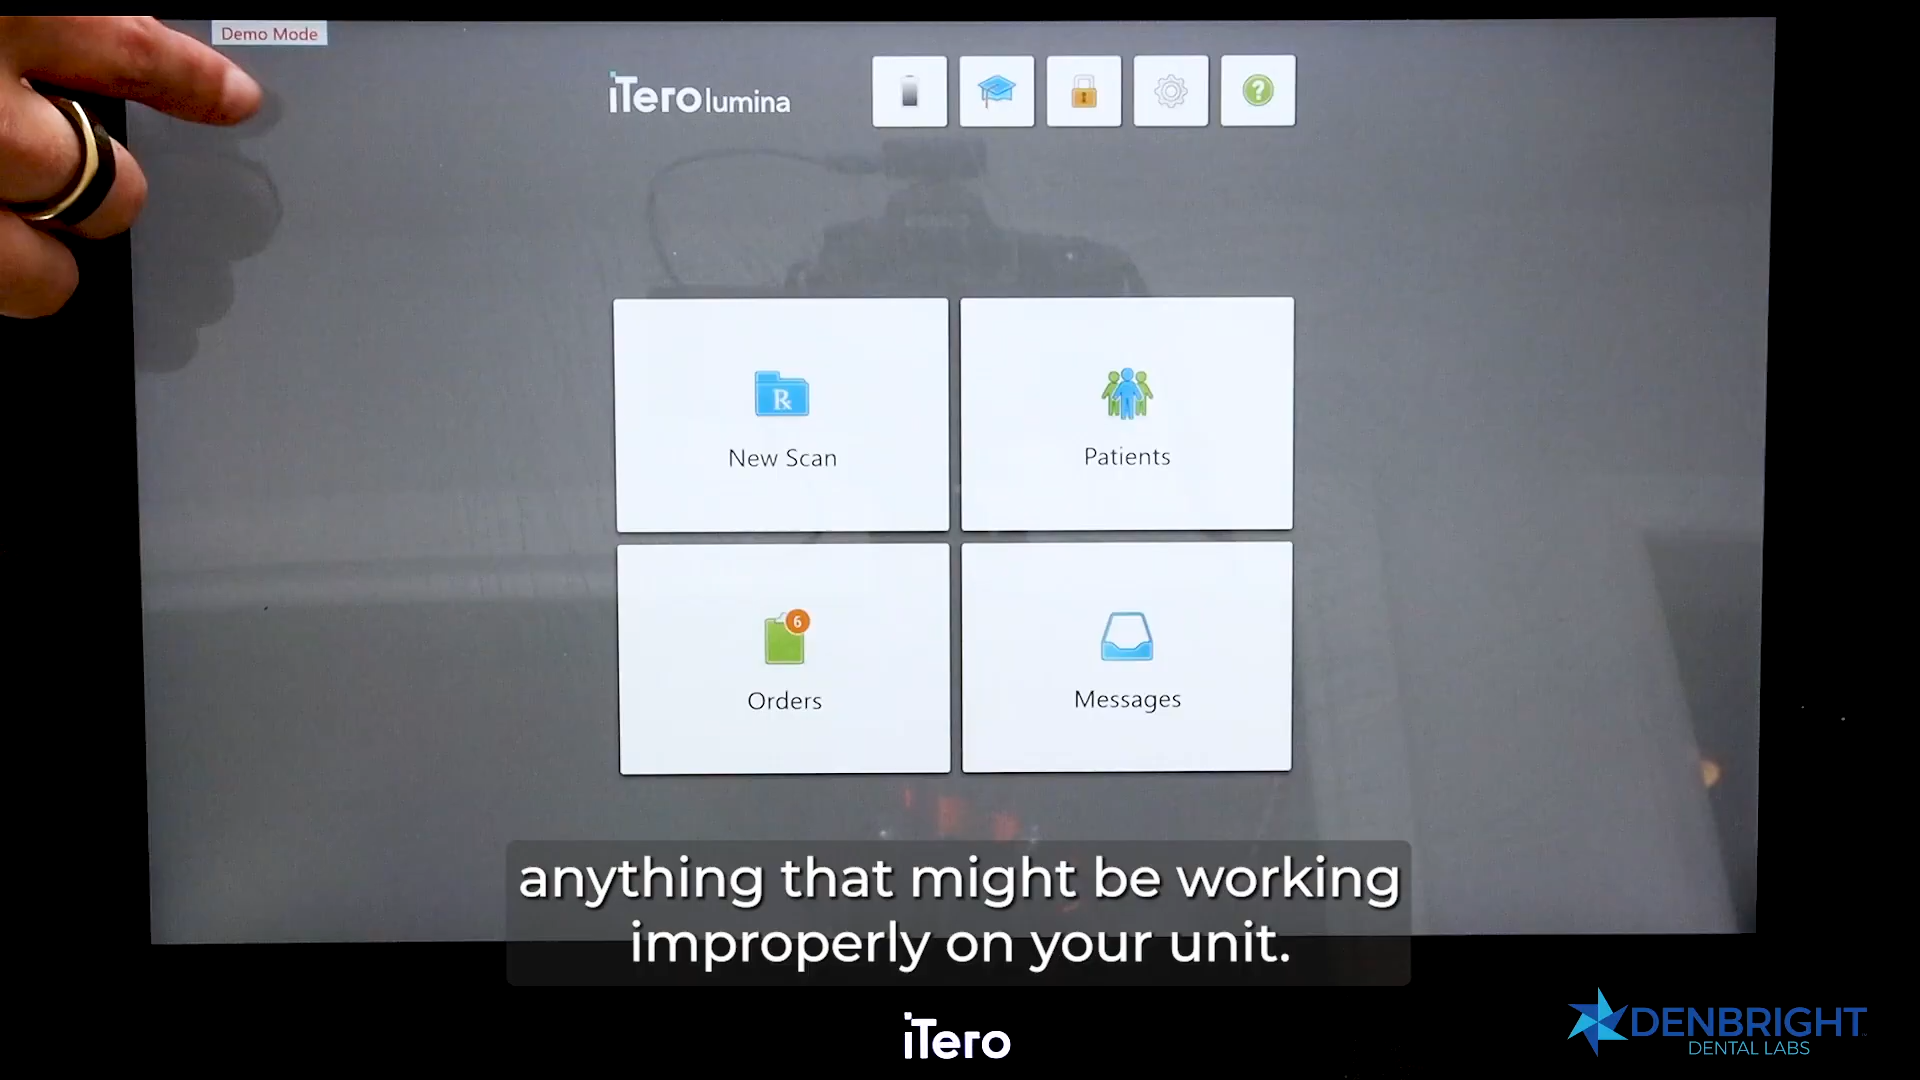 Demo Mode
iTero lumina
?
R
New Scan
Patients
6
Orders
Messages
anything that might be working
improperly on your unit.
iTero
DENBRIGHT
DENTAL LABS